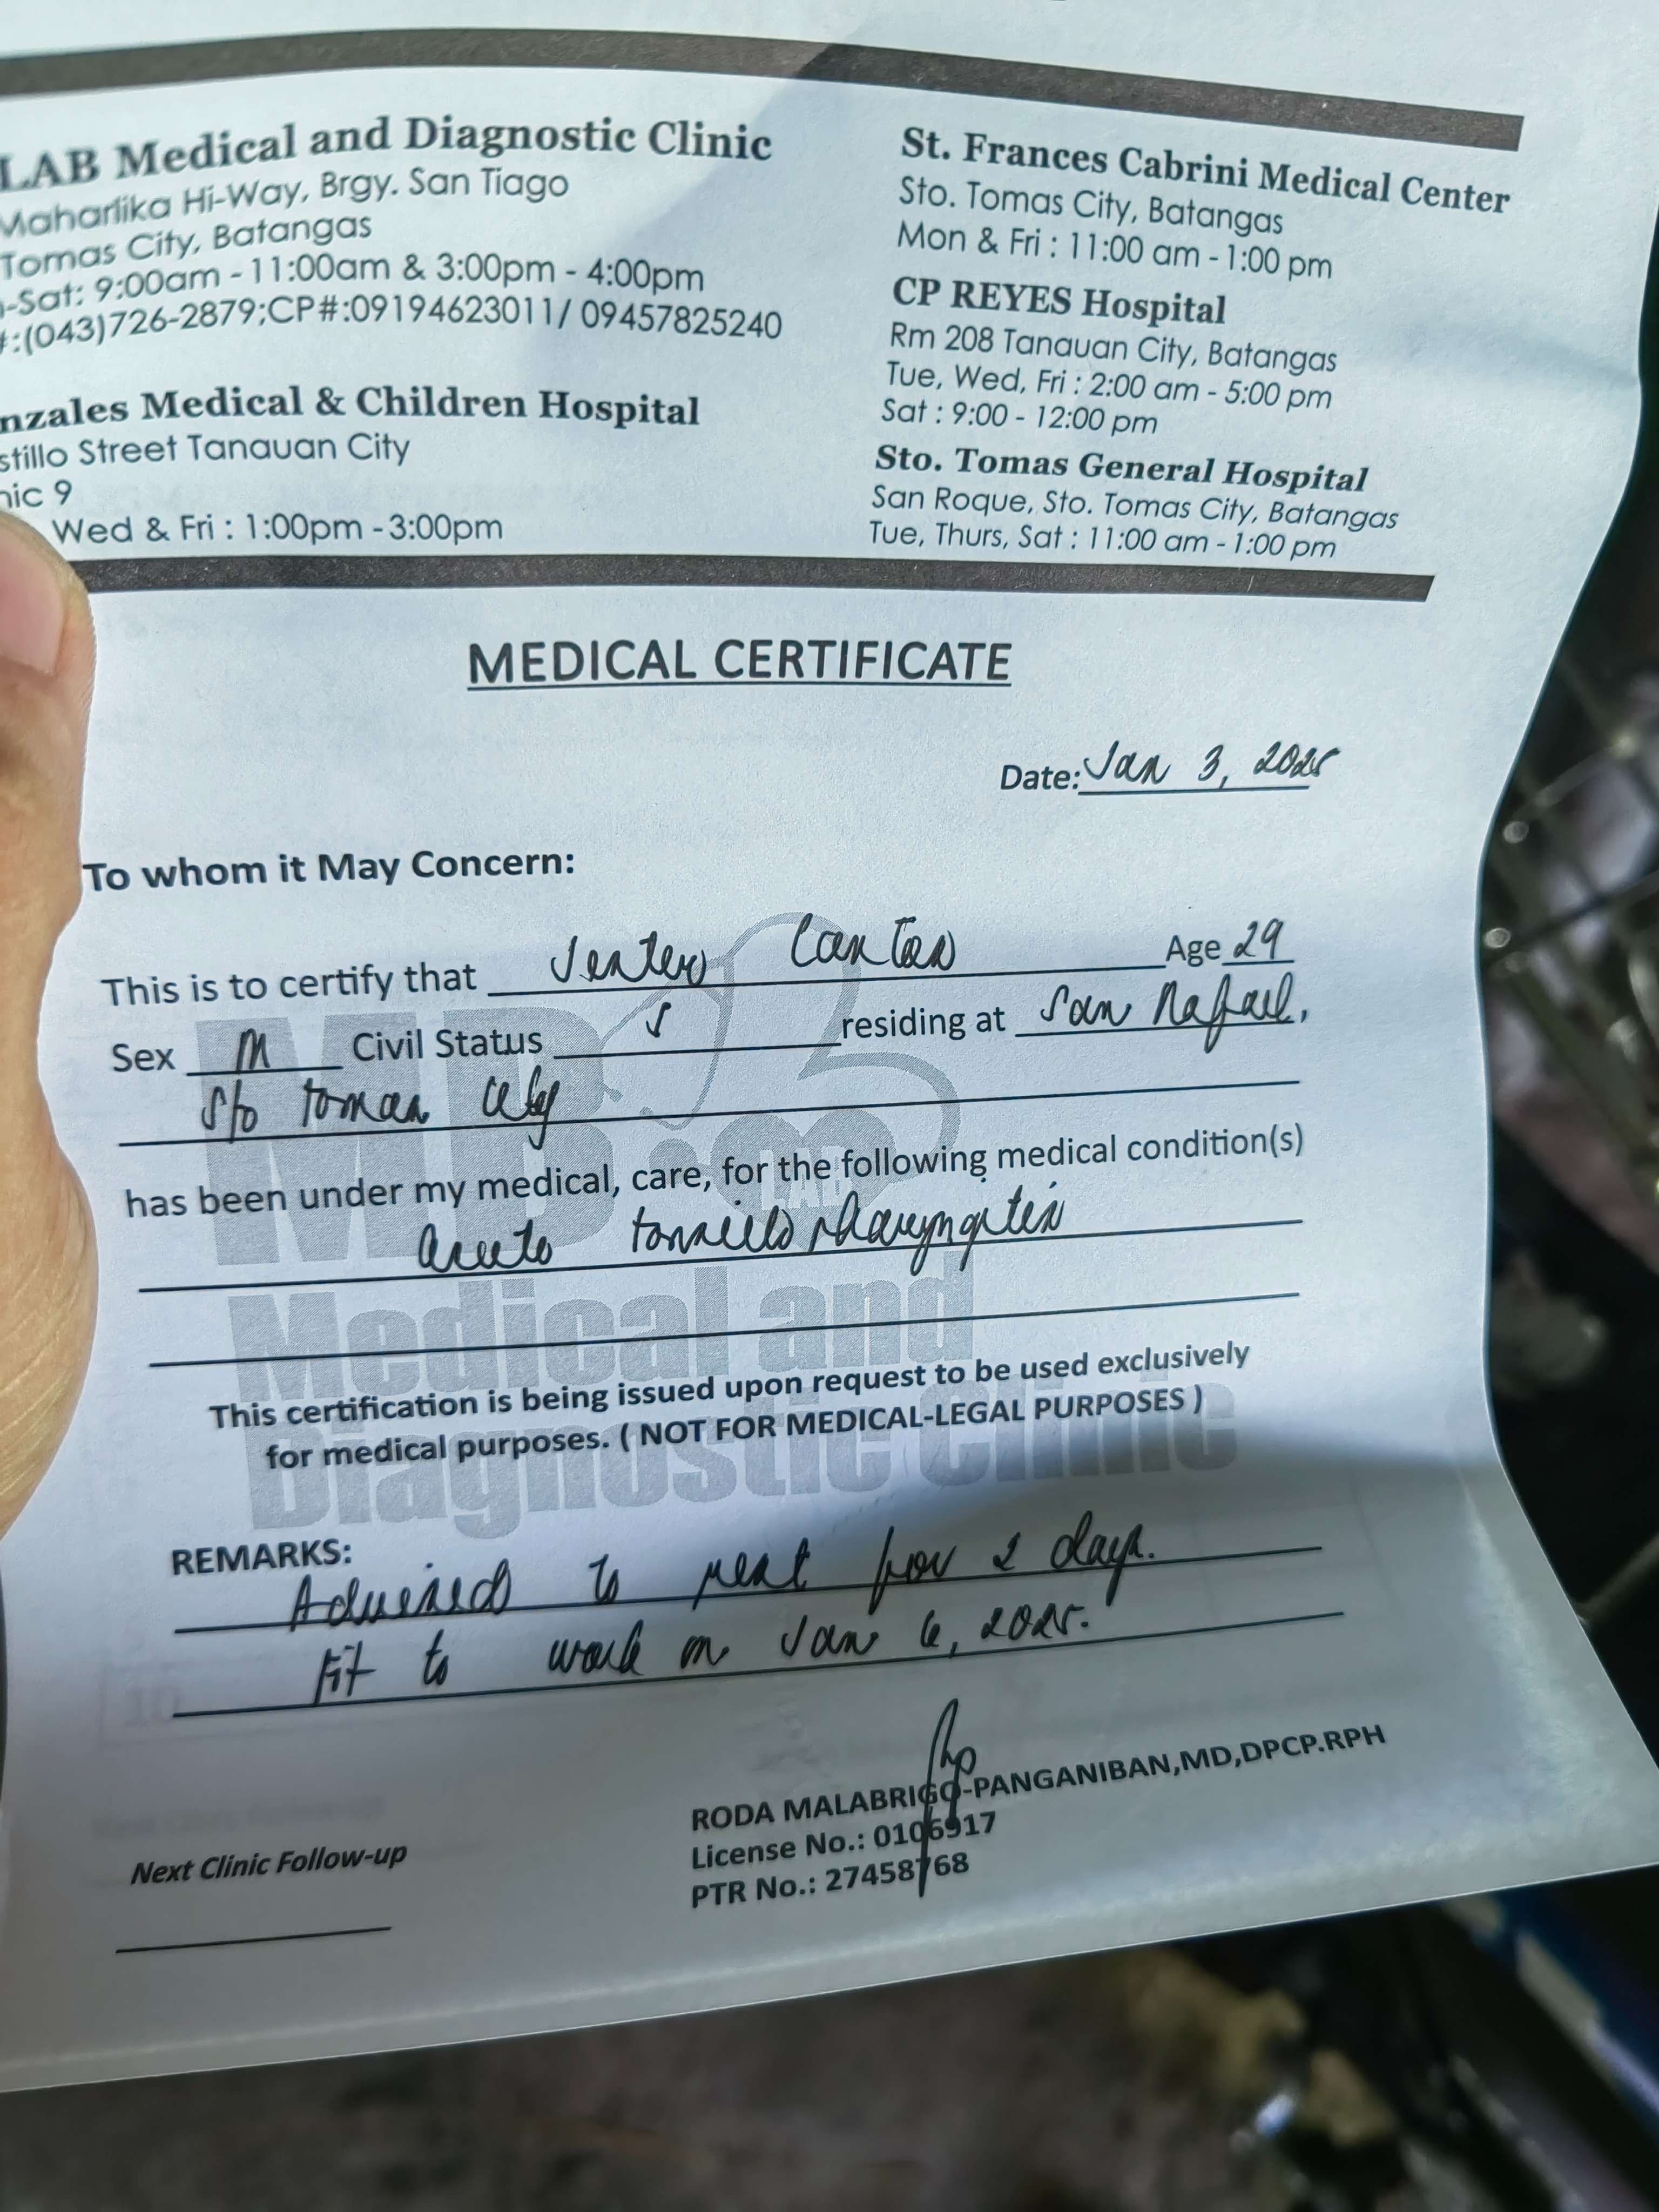 LAB Medical and Diagnostic Clinic
Maharlika Hi-Way, Brgy. San Tiago
Tomas City, Batangas
-Sat: 9:00am - 11:00am & 3:00pm - 4:00pm
#:(043)726-2879;CP#:09194623011/ 09457825240
nzales Medical & Children Hospital
stillo Street Tanauan City
nic 9
Wed & Fri : 1:00pm - 3:00pm
St. Frances Cabrini Medical Center
Sto. Tomas City, Batangas
Mon & Fri : 11:00 am - 1:00 pm
CP REYES Hospital
Rm 208 Tanauan City, Batangas
Tue, Wed, Fri : 2:00 am - 5:00 pm
Sat : 9:00 - 12:00 pm
Sto. Tomas General Hospital
San Roque, Sto. Tomas City, Batangas
Tue, Thurs, Sat : 11:00 am - 1:00 pm
MEDICAL CERTIFICATE
Date: Jan 3, 2025
To whom it May Concern:
This is to certify that Age 29
Sex M Civil Status S residing at San Rafael,
Sto Tomas City
has been under my medical, care, for the following medical condition(s)
Acute tonsillopharyngitis
MD LAB
Medical and
Diagnostic Clinic
This certification is being issued upon request to be used exclusively
for medical purposes. ( NOT FOR MEDICAL-LEGAL PURPOSES )
REMARKS:
Advised to rest for 2 days.
Fit to work on Jan 6, 2025.
RODA MALABRIGO-PANGANIBAN,MD,DPCP.RPH
License No.: 0106917
PTR No.: 27458768
Next Clinic Follow-up